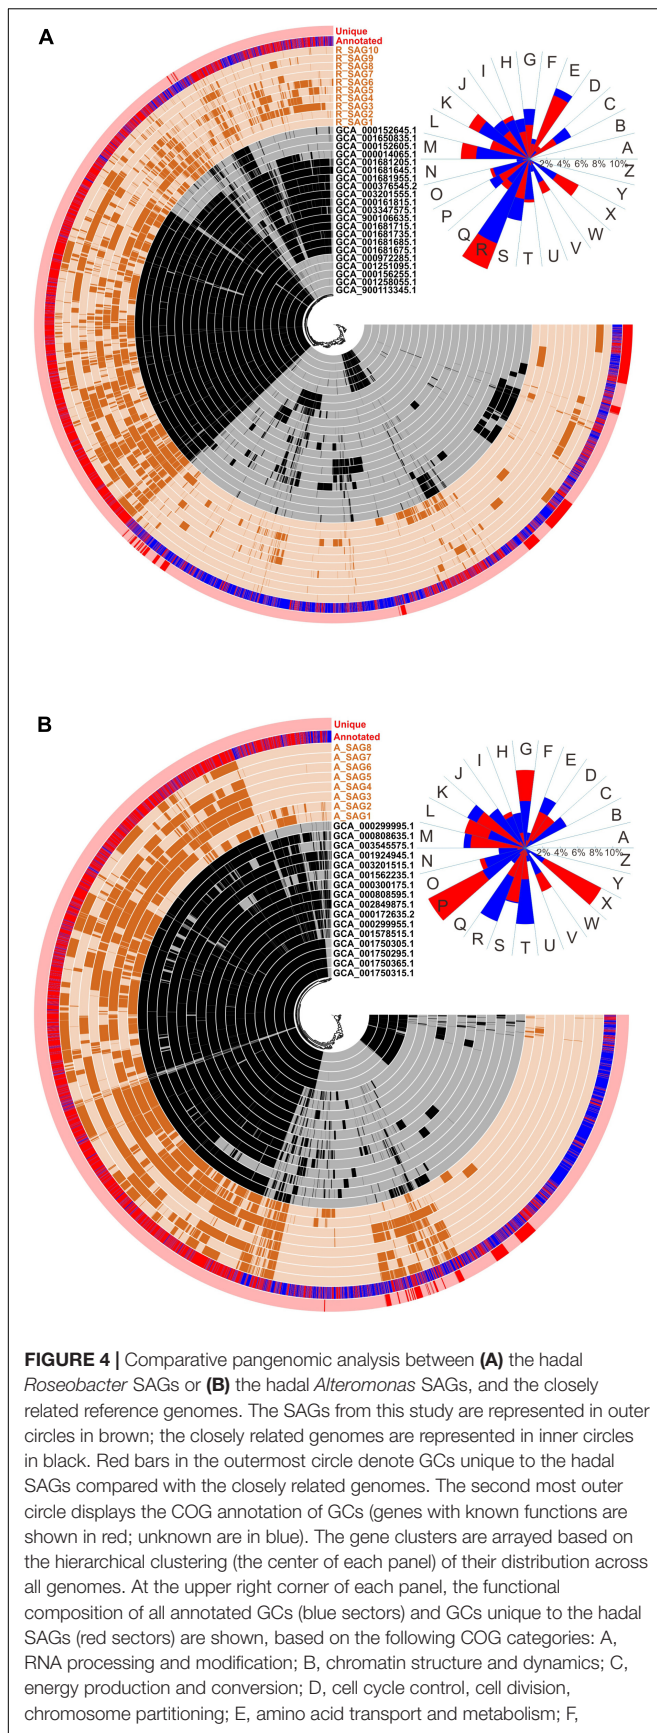 A
Unique
Annotated
R_SAG10
R_SAG9
R_SAG8
R_SAG7
R_SAG6
R_SAG5
R_SAG4
R_SAG3
R_SAG2
R_SAG1
GCA_000152645.1
GCA_001650835.1
GCA_000152605.1
GCA_000014065.1
GCA_001681205.1
GCA_001681645.1
GCA_001681955.1
GCA_000376545.2
GCA_003201555.1
GCA_000161815.1
GCA_003347575.1
GCA_900106635.1
GCA_001681715.1
GCA_001681735.1
GCA_001681685.1
GCA_001681675.1
GCA_000972285.1
GCA_001251095.1
GCA_000156255.1
GCA_001258055.1
GCA_900113345.1
A
B
C
D
E
F
G
H
I
J
K
L
M
N
O
P
Q
R
S
T
U
V
W
X
Y
Z
2% 4% 6% 8% 10%
B
Unique
Annotated
A_SAG8
A_SAG7
A_SAG6
A_SAG5
A_SAG4
A_SAG3
A_SAG2
A_SAG1
GCA_000299995.1
GCA_000808635.1
GCA_003545575.1
GCA_001924945.1
GCA_003201515.1
GCA_001562235.1
GCA_000300175.1
GCA_000808595.1
GCA_002849875.1
GCA_000172635.2
GCA_000299955.1
GCA_001578515.1
GCA_001750305.1
GCA_001750295.1
GCA_001750365.1
GCA_001750315.1
A
B
C
D
E
F
G
H
I
J
K
L
M
N
O
P
Q
R
S
T
U
V
W
X
Y
Z
2% 4% 6% 8% 10%
FIGURE 4 | Comparative pangenomic analysis between (A) the hadal
Roseobacter SAGs or (B) the hadal Alteromonas SAGs, and the closely
related reference genomes. The SAGs from this study are represented in outer
circles in brown; the closely related genomes are represented in inner circles
in black. Red bars in the outermost circle denote GCs unique to the hadal
SAGs compared with the closely related genomes. The second most outer
circle displays the COG annotation of GCs (genes with known functions are
shown in red; unknown are in blue). The gene clusters are arrayed based on
the hierarchical clustering (the center of each panel) of their distribution across
all genomes. At the upper right corner of each panel, the functional
composition of all annotated GCs (blue sectors) and GCs unique to the hadal
SAGs (red sectors) are shown, based on the following COG categories: A,
RNA processing and modification; B, chromatin structure and dynamics; C,
energy production and conversion; D, cell cycle control, cell division,
chromosome partitioning; E, amino acid transport and metabolism; F,